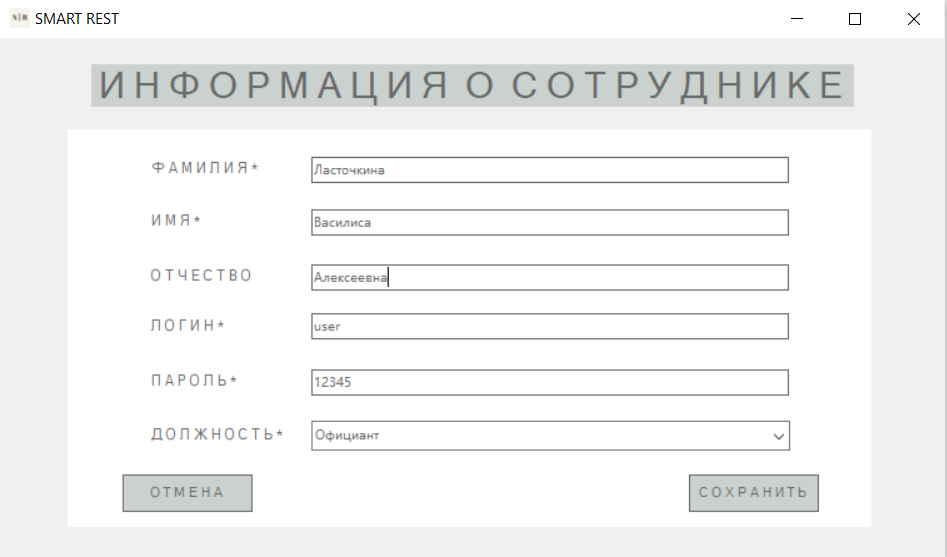 S|R SMART REST
ИНФОРМАЦИЯ О СОТРУДНИКЕ
ФАМИЛИЯ* Ласточкина
ИМЯ* Василиса
ОТЧЕСТВО Алексеевна
ЛОГИН* user
ПАРОЛЬ* 12345
ДОЛЖНОСТЬ* Официант
ОТМЕНА СОХРАНИТЬ